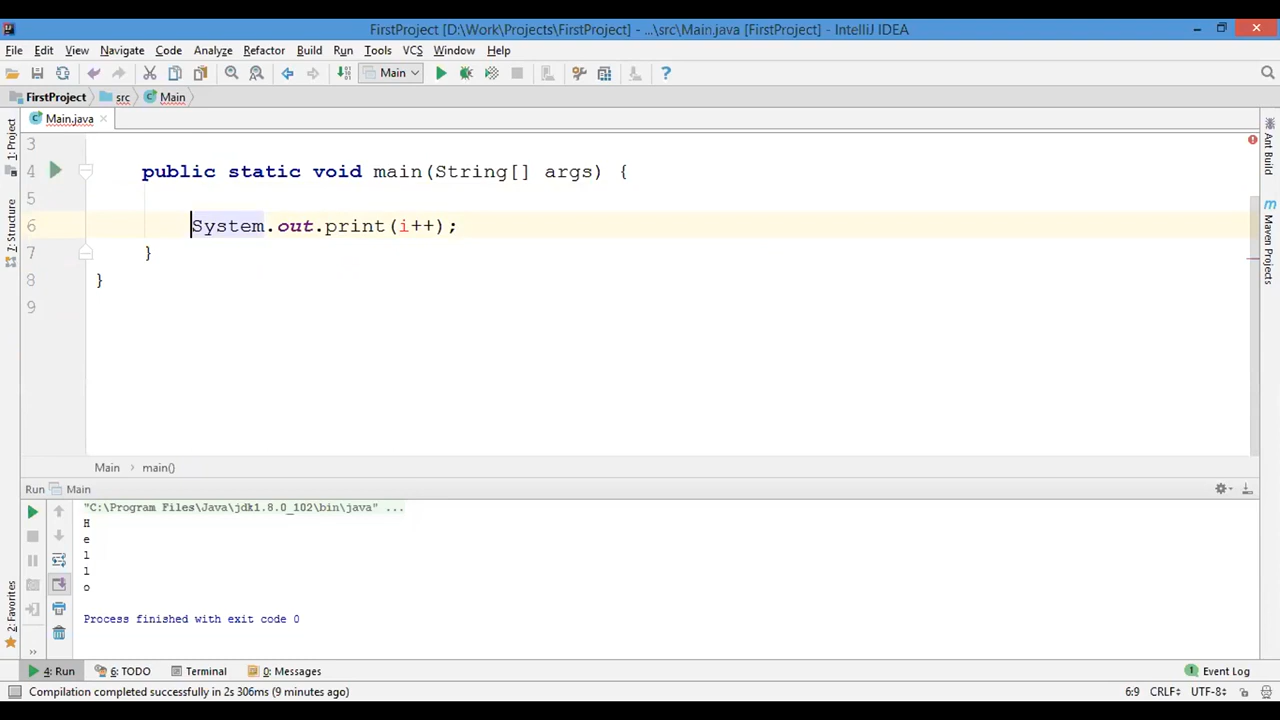 FirstProject [D:\Work\Projects\FirstProject] - ...\src\Main.java [FirstProject] - IntelliJ IDEA
File Edit View Navigate Code Analyze Refactor Build Run Tools VCS Window Help
Main
FirstProject src Main
Main.java
1: Project
7: Structure
2: Favorites
Ant Build
Maven Projects
3
4 public static void main(String[] args) {
5
6 System.out.print(i++);
7 }
8 }
9
Main › main()
Run Main
"C:\Program Files\Java\jdk1.8.0_102\bin\java" ...
H
e
l
l
o
Process finished with exit code 0
4: Run 6: TODO Terminal 0: Messages Event Log
Compilation completed successfully in 2s 306ms (9 minutes ago) 6:9 CRLF UTF-8